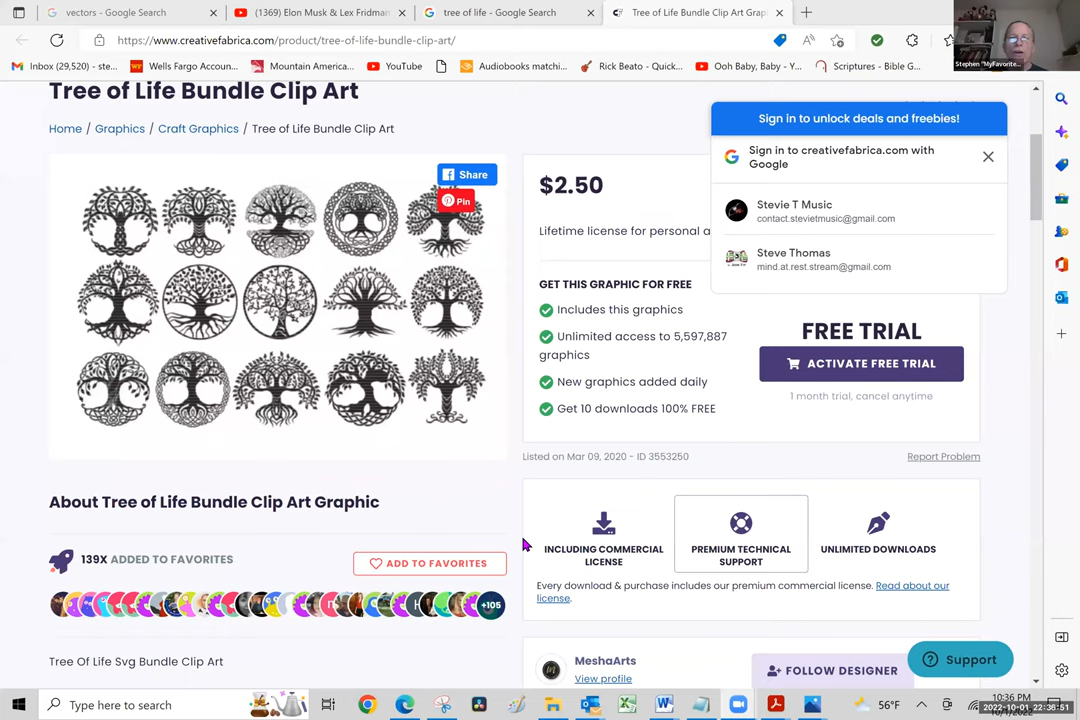 vectors - Google Search
(1369) Elon Musk & Lex Fridman
tree of life - Google Search
Tree of Life Bundle Clip Art Grap
https://www.creativefabrica.com/product/tree-of-life-bundle-clip-art/
Stephen "MyFavorite...
Inbox (29,520) - ste...
Wells Fargo Accoun...
Mountain America...
YouTube
Audiobooks matchi...
Rick Beato - Quick...
Ooh Baby, Baby - Y...
Scriptures - Bible G...
Tree of Life Bundle Clip Art
Home / Graphics / Craft Graphics / Tree of Life Bundle Clip Art
Share
Pin
$2.50
Lifetime license for personal a
GET THIS GRAPHIC FOR FREE
Includes this graphics
Unlimited access to 5,597,887
graphics
New graphics added daily
Get 10 downloads 100% FREE
Sign in to unlock deals and freebies!
Sign in to creativefabrica.com with
Google
Stevie T Music
contact.stevietmusic@gmail.com
Steve Thomas
mind.at.rest.stream@gmail.com
FREE TRIAL
ACTIVATE FREE TRIAL
1 month trial, cancel anytime
Listed on Mar 09, 2020 - ID 3553250
Report Problem
About Tree of Life Bundle Clip Art Graphic
139X ADDED TO FAVORITES
ADD TO FAVORITES
+105
INCLUDING COMMERCIAL
LICENSE
PREMIUM TECHNICAL
SUPPORT
UNLIMITED DOWNLOADS
Every download & purchase includes our premium commercial license. Read about our
license.
Tree Of Life Svg Bundle Clip Art
MeshaArts
View profile
FOLLOW DESIGNER
Support
Type here to search
56°F
10:36 PM
2022-10-01 22:36:51